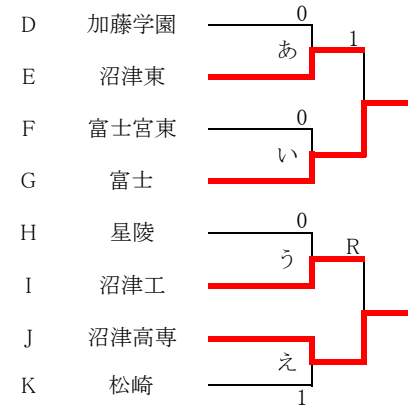 D 加藤学園 0
あ 1
E 沼津東
F 富士宮東 0
い
G 富士
H 星陵 0
う R
I 沼津工
J 沼津高専
え
K 松崎 1